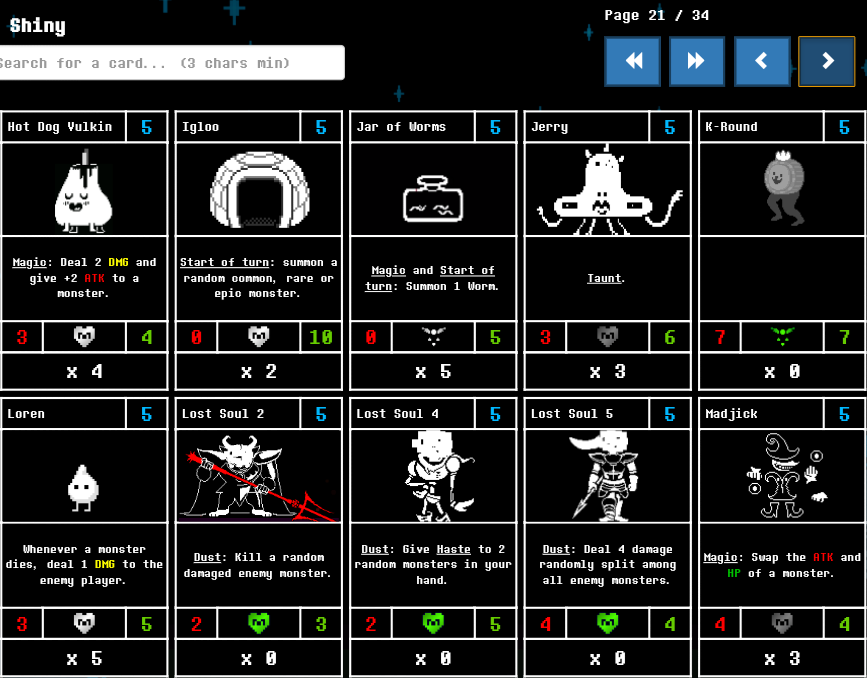 Shiny
Page 21 / 34
Search for a card... (3 chars min)
Hot Dog Vulkin 5
Magic: Deal 2 DMG and
give +2 ATK to a
monster.
3 4
x 4
Igloo 5
Start of turn: summon a
random common, rare or
epic monster.
0 10
x 2
Jar of Worms 5
Magic and Start of
turn: Summon 1 Worm.
0 5
x 5
Jerry 5
Taunt.
3 6
x 3
K-Round 5
7 7
x 0
Loren 5
Whenever a monster
dies, deal 1 DMG to the
enemy player.
3 5
x 5
Lost Soul 2 5
Dust: Kill a random
damaged enemy monster.
2 3
x 0
Lost Soul 4 5
Dust: Give Haste to 2
random monsters in your
hand.
2 5
x 0
Lost Soul 5 5
Dust: Deal 4 damage
randomly split among
all enemy monsters.
4 4
x 0
Madjick 5
Magic: Swap the ATK and
HP of a monster.
4 4
x 3